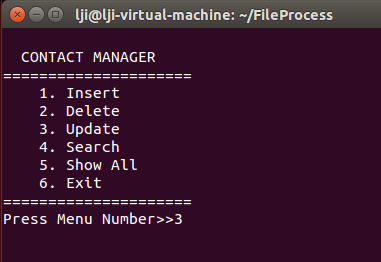 lji@lji-virtual-machine: ~/FileProcess
CONTACT MANAGER
=====================
1. Insert
2. Delete
3. Update
4. Search
5. Show All
6. Exit
=====================
Press Menu Number>>3